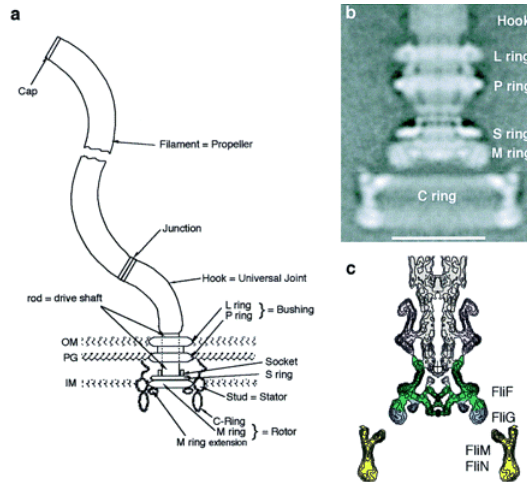 a
Cap
Filament = Propeller
Junction
Hook = Universal Joint
rod = drive shaft
L ring
P ring
} = Bushing
OM
PG
IM
Socket
S ring
Stud = Stator
C-Ring
M ring
} = Rotor
M ring extension
b
Hook
L ring
P ring
S ring
M ring
C ring
c
FliF
FliG
FliM
FliN